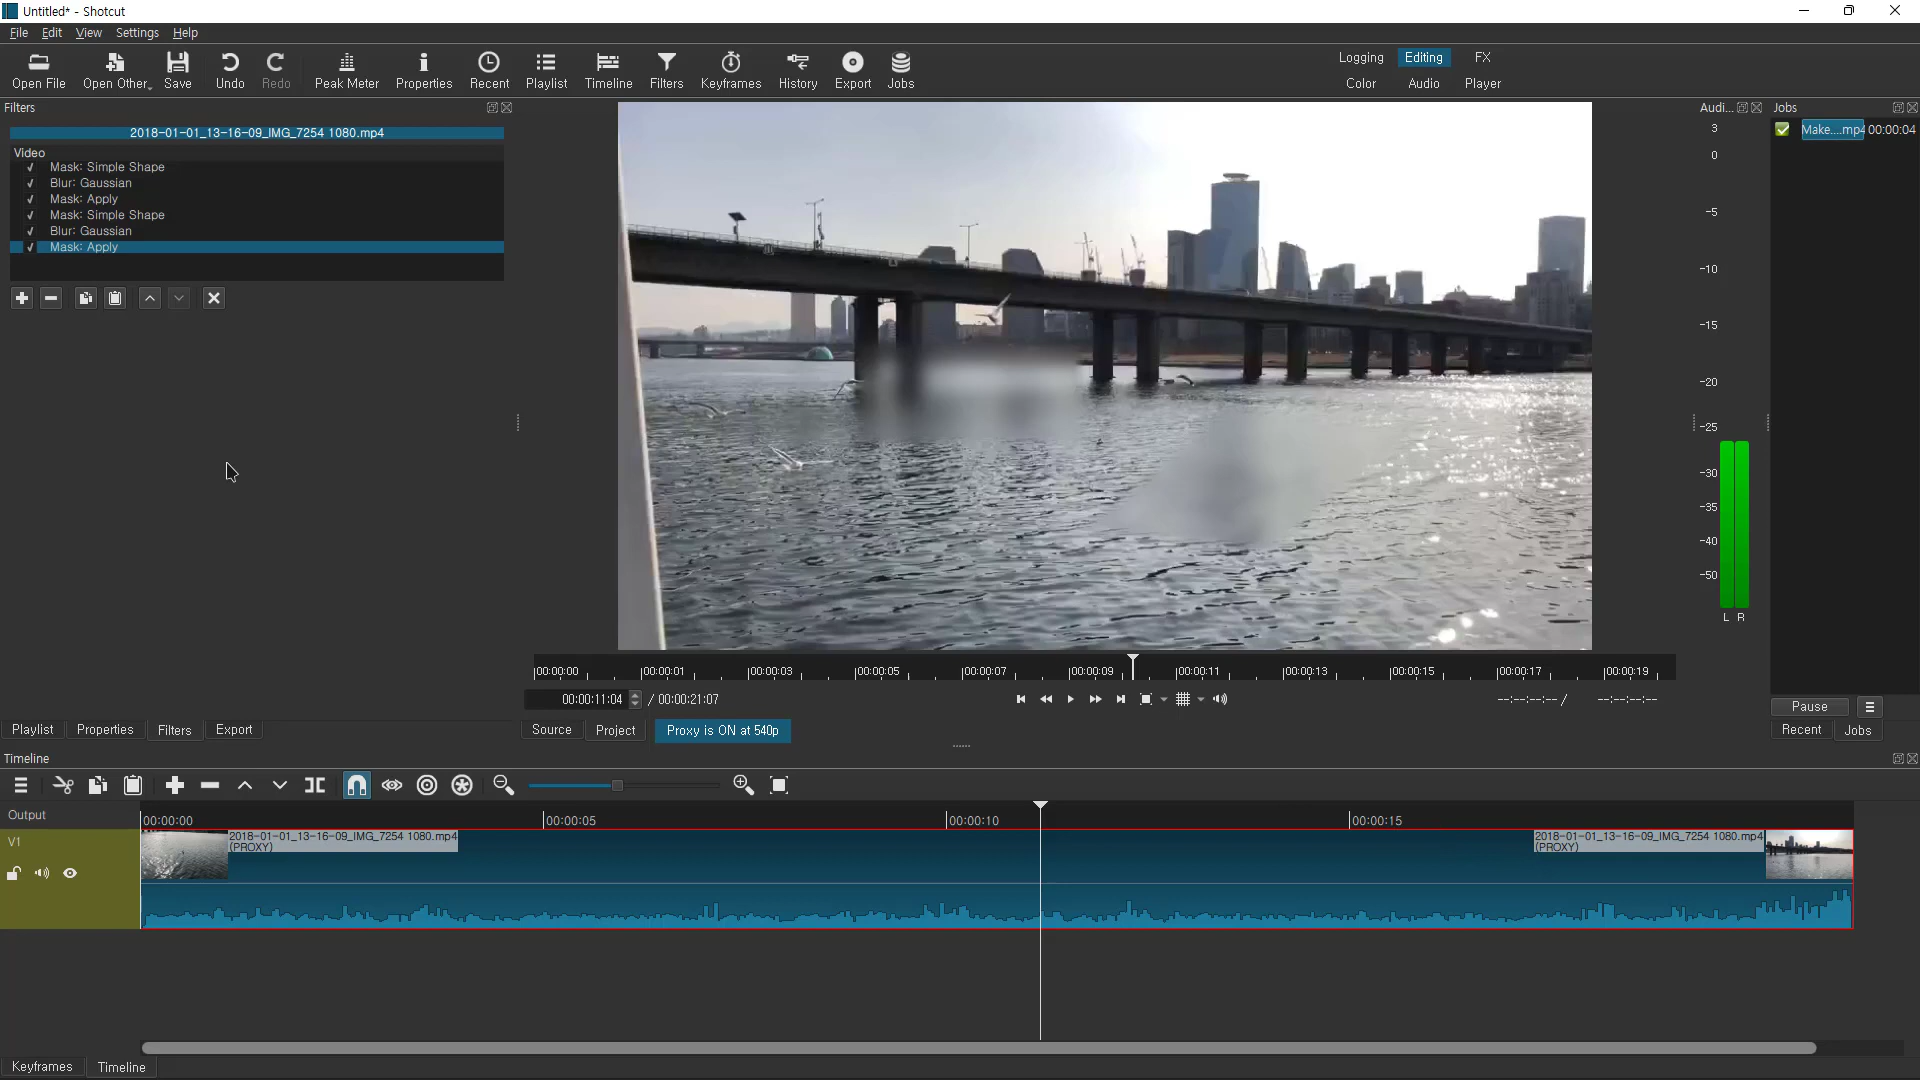 Untitled* - Shotcut
File Edit View Settings Help
Open File Open Other... Save Undo Redo Peak Meter Properties Recent Playlist Timeline Filters Keyframes History Export Jobs
Logging Editing FX
Color Audio Player
Filters
2018-01-01_13-16-09_IMG_7254 1080.mp4
Video
Mask: Simple Shape
Blur: Gaussian
Mask: Apply
Mask: Simple Shape
Blur: Gaussian
Mask: Apply
Audi...
3
0
-5
-10
-15
-20
-25
-30
-35
-40
-50
L R
Jobs
Make....mp4 00:00:04
Pause
Recent Jobs
00:00:00 00:00:01 00:00:03 00:00:05 00:00:07 00:00:09 00:00:11 00:00:13 00:00:15 00:00:17 00:00:19
00:00:11:04 / 00:00:21:07
--:--:--:-- / --:--:--:--
Playlist Properties Filters Export
Source Project Proxy is ON at 540p
Timeline
Output
00:00:00 00:00:05 00:00:10 00:00:15
V1
2018-01-01_13-16-09_IMG_7254 1080.mp4
(PROXY)
2018-01-01_13-16-09_IMG_7254 1080.mp4
(PROXY)
Keyframes Timeline